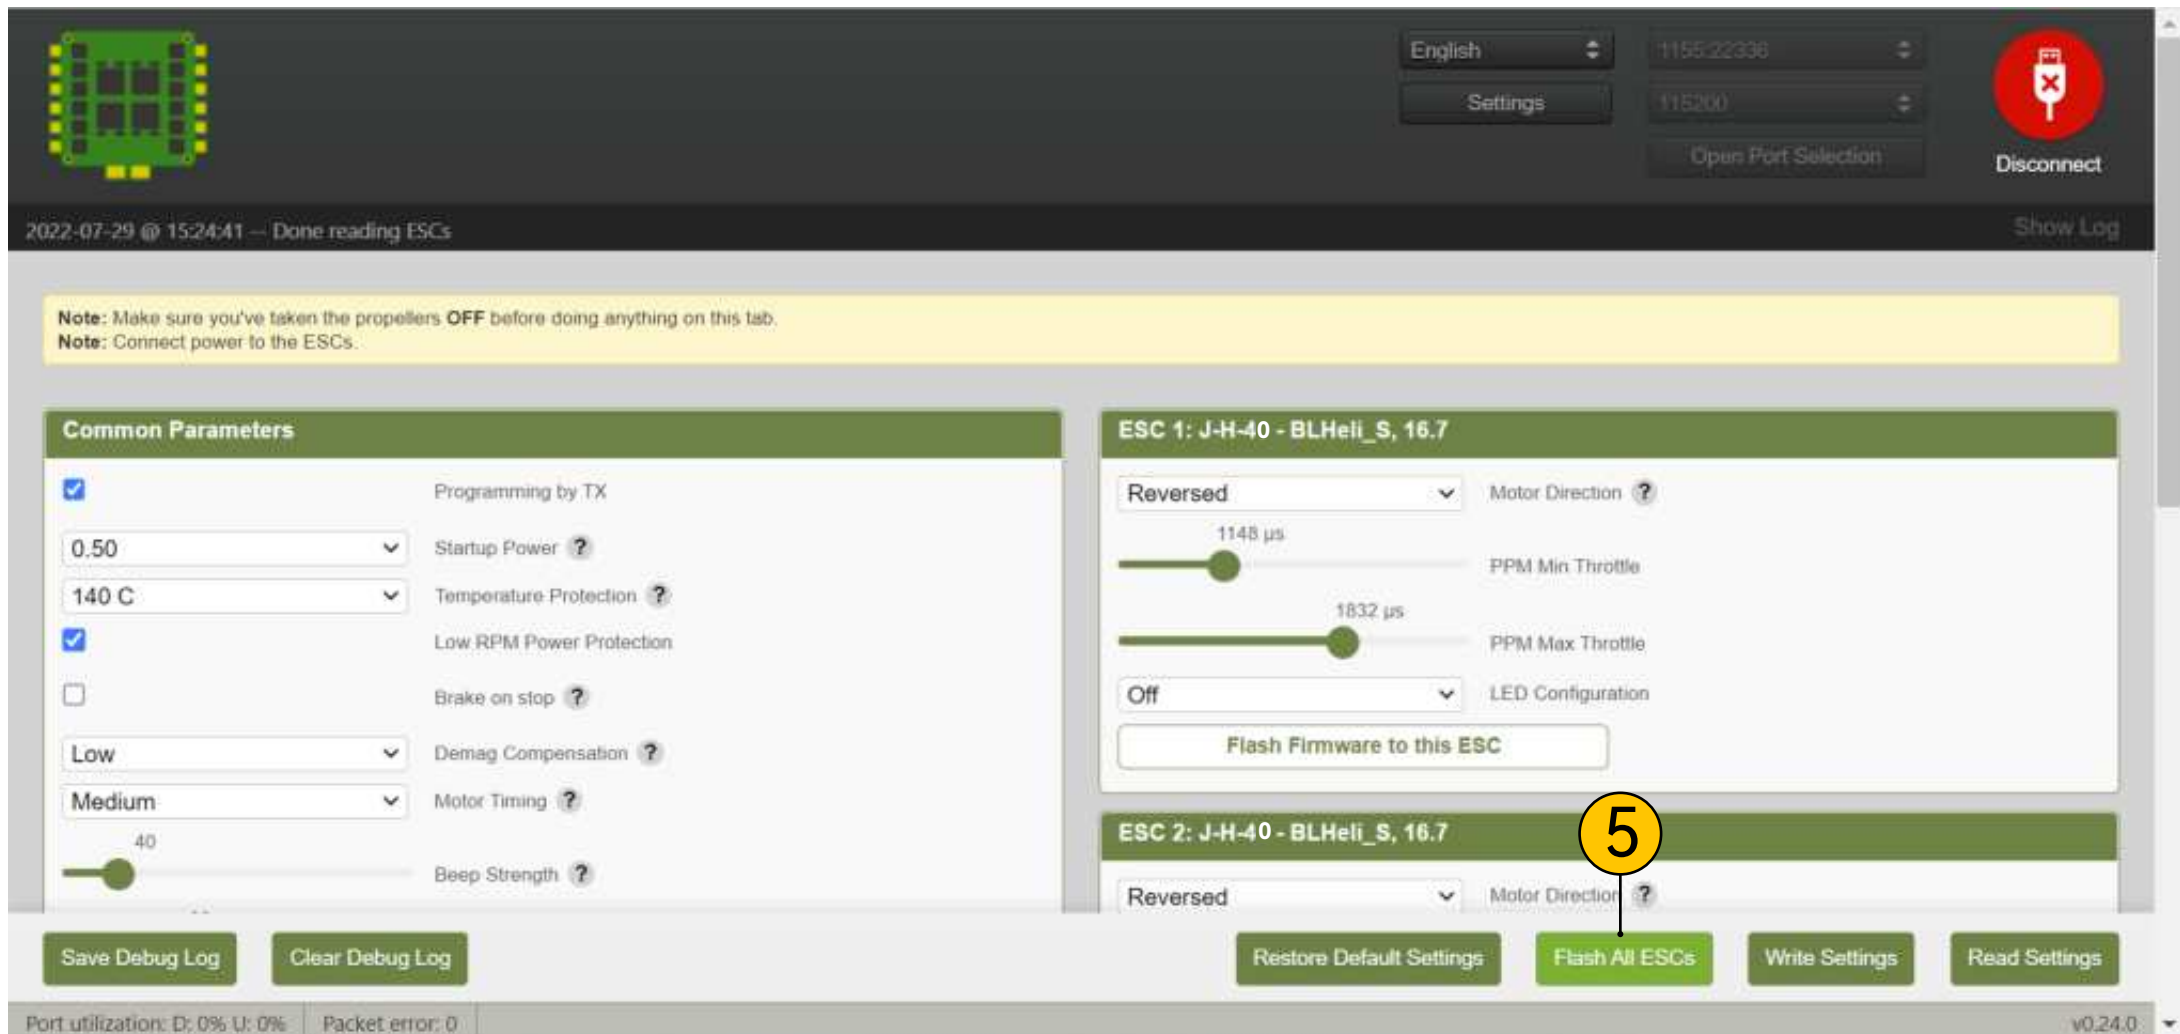 English
1155:22336
Settings
115200
Open Port Selection
Disconnect
2022-07-29 @ 15:24:41 -- Done reading ESCs
Show Log
Note: Make sure you've taken the propellers OFF before doing anything on this tab.
Note: Connect power to the ESCs.
Common Parameters
Programming by TX
0.50
Startup Power ?
140 C
Temperature Protection ?
Low RPM Power Protection
Brake on stop ?
Low
Demag Compensation ?
Medium
Motor Timing ?
40
Beep Strength ?
ESC 1: J-H-40 - BLHeli_S, 16.7
Reversed
Motor Direction ?
1148 µs
PPM Min Throttle
1832 µs
PPM Max Throttle
Off
LED Configuration
Flash Firmware to this ESC
ESC 2: J-H-40 - BLHeli_S, 16.7
5
Reversed
Motor Direction ?
Save Debug Log
Clear Debug Log
Restore Default Settings
Flash All ESCs
Write Settings
Read Settings
Port utilization: D: 0% U: 0%
Packet error: 0
v0.24.0